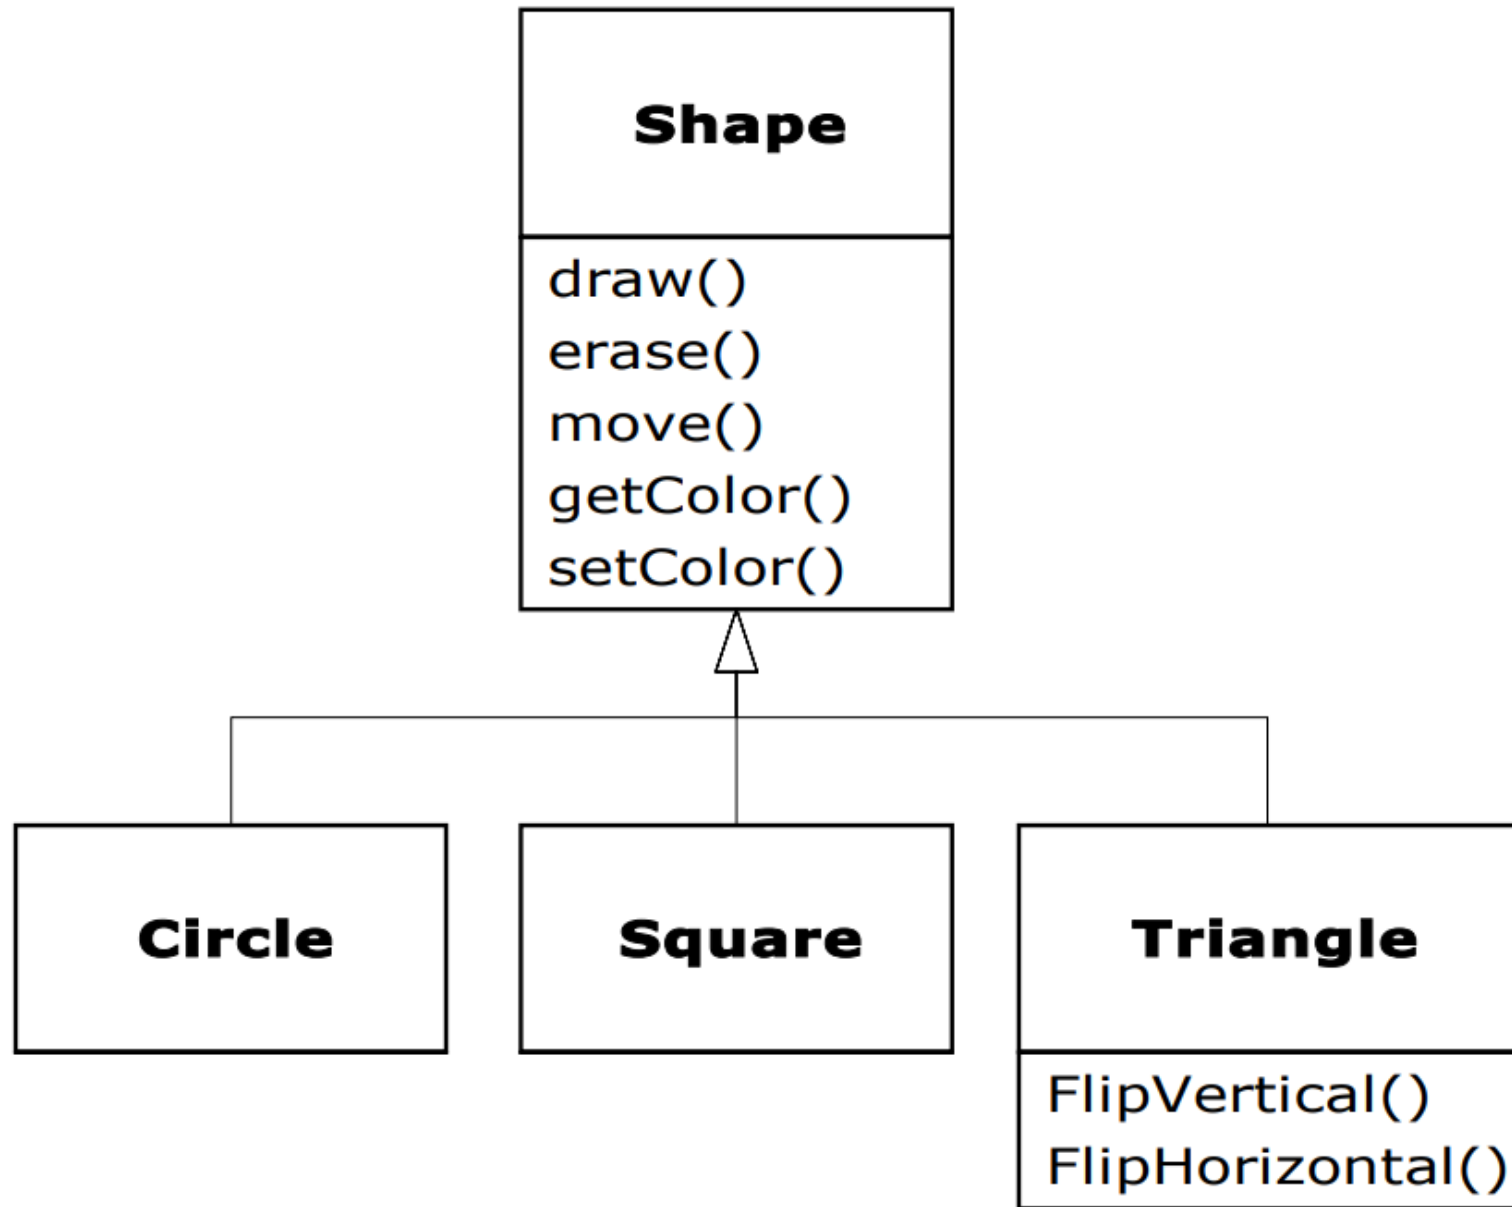 Shape
draw()
erase()
move()
getColor()
setColor()
Circle
Square
Triangle
FlipVertical()
FlipHorizontal()